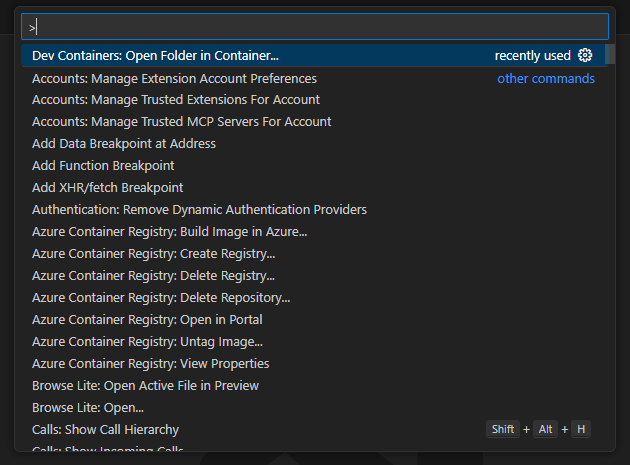 >
Dev Containers: Open Folder in Container... recently used
Accounts: Manage Extension Account Preferences other commands
Accounts: Manage Trusted Extensions For Account
Accounts: Manage Trusted MCP Servers For Account
Add Data Breakpoint at Address
Add Function Breakpoint
Add XHR/fetch Breakpoint
Authentication: Remove Dynamic Authentication Providers
Azure Container Registry: Build Image in Azure...
Azure Container Registry: Create Registry...
Azure Container Registry: Delete Registry...
Azure Container Registry: Delete Repository...
Azure Container Registry: Open in Portal
Azure Container Registry: Untag Image...
Azure Container Registry: View Properties
Browse Lite: Open Active File in Preview
Browse Lite: Open...
Calls: Show Call Hierarchy Shift + Alt + H
Calls: Show Incoming Calls